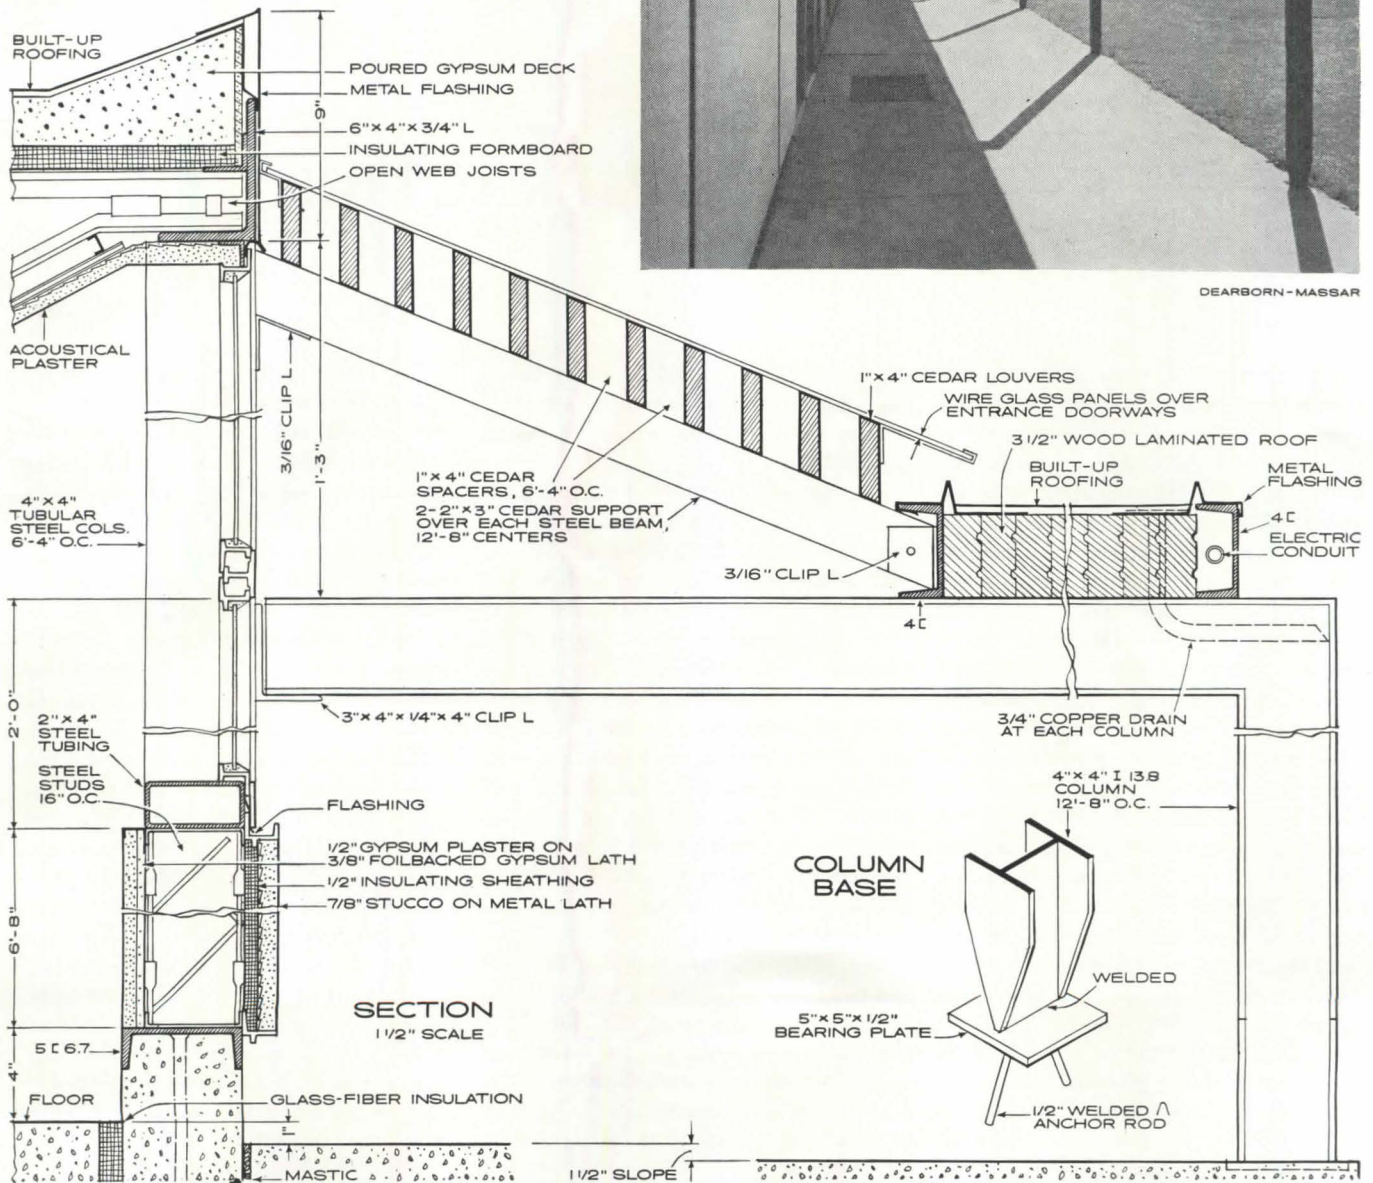 BUILT-UP
ROOFING
POURED GYPSUM DECK
METAL FLASHING
9"
6"x 4"x 3/4" L
INSULATING FORMBOARD
OPEN WEB JOISTS
DEARBORN-MASSAR
ACOUSTICAL
PLASTER
3/16" CLIP L
1'-3"
1"x 4" CEDAR LOUVERS
WIRE GLASS PANELS OVER
ENTRANCE DOORWAYS
3 1/2" WOOD LAMINATED ROOF
BUILT-UP
ROOFING
METAL
FLASHING
4"x 4"
TUBULAR
STEEL COLS.
6'-4" O.C.
1"x 4" CEDAR
SPACERS, 6'-4" O.C.
2-2"x 3" CEDAR SUPPORT
OVER EACH STEEL BEAM,
12'-8" CENTERS
4[
ELECTRIC
CONDUIT
3/16" CLIP L
4[
2'-0"
2"x 4"
STEEL
TUBING
3"x 4"x 1/4"x 4" CLIP L
3/4" COPPER DRAIN
AT EACH COLUMN
STEEL
STUDS
16" O.C.
4"x 4" I 13.8
COLUMN
12'-8" O.C.
FLASHING
1/2" GYPSUM PLASTER ON
3/8" FOILBACKED GYPSUM LATH
1/2" INSULATING SHEATHING
7/8" STUCCO ON METAL LATH
COLUMN
BASE
6'-8"
SECTION
1 1/2" SCALE
WELDED
5"x 5"x 1/2"
BEARING PLATE
5 [ 6.7
4"
FLOOR
GLASS-FIBER INSULATION
1"
1/2" WELDED Λ
ANCHOR ROD
MASTIC
1 1/2" SLOPE